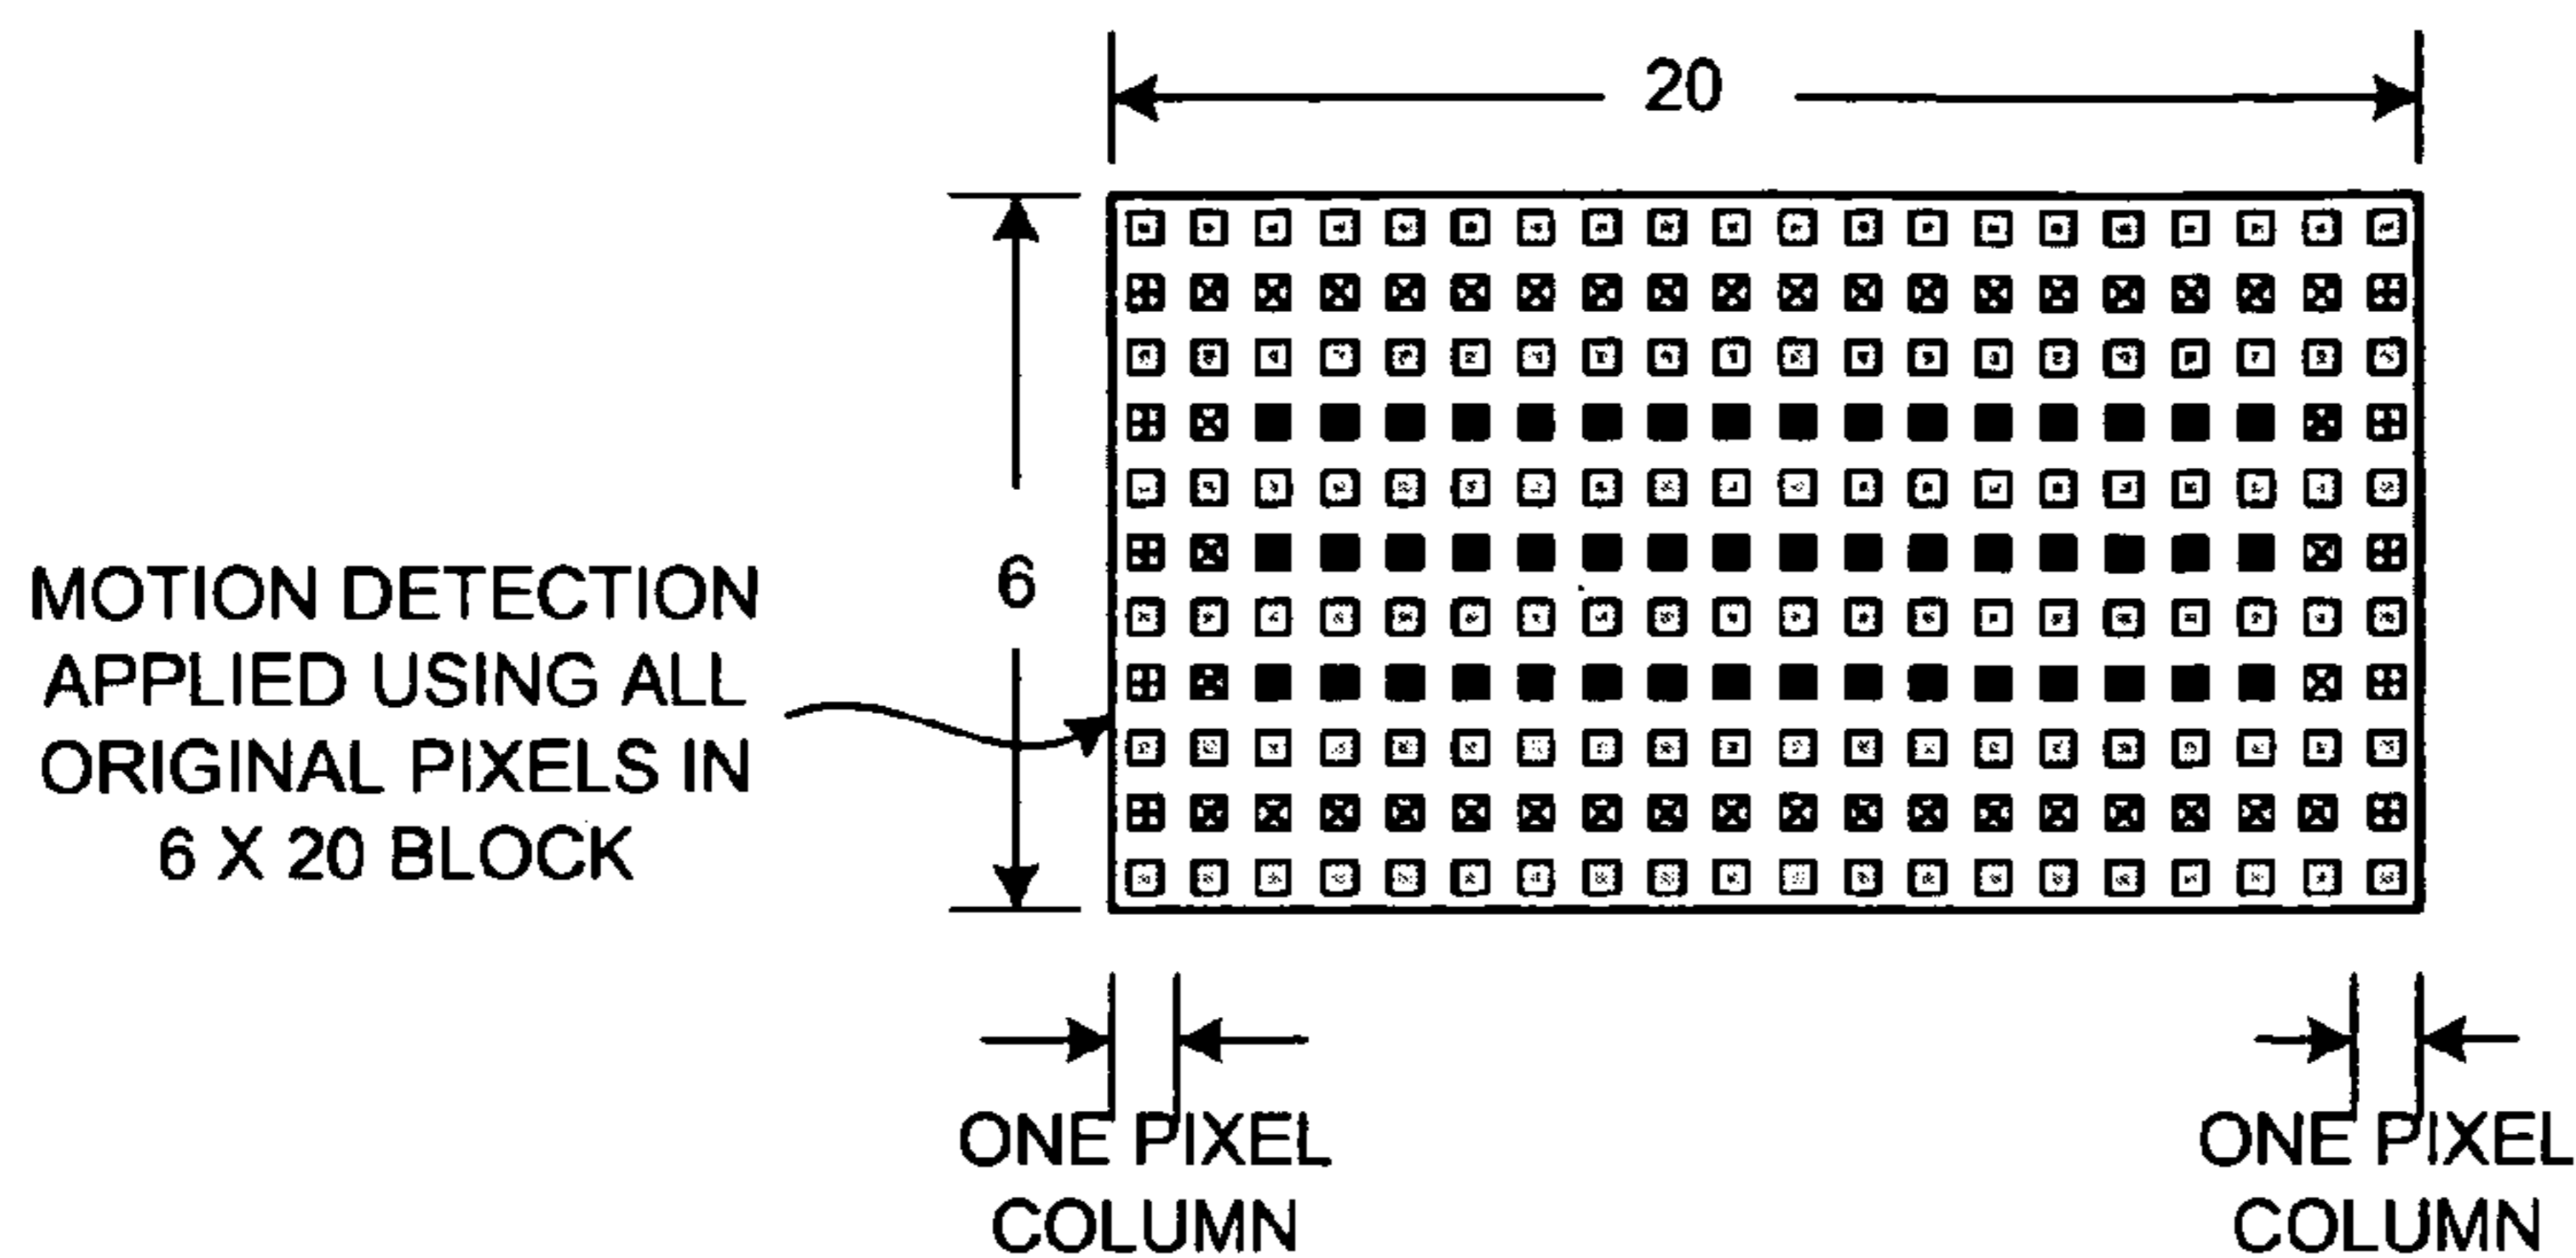 20
6
MOTION DETECTION
APPLIED USING ALL
ORIGINAL PIXELS IN
6 X 20 BLOCK
ONE PIXEL
COLUMN
ONE PIXEL
COLUMN